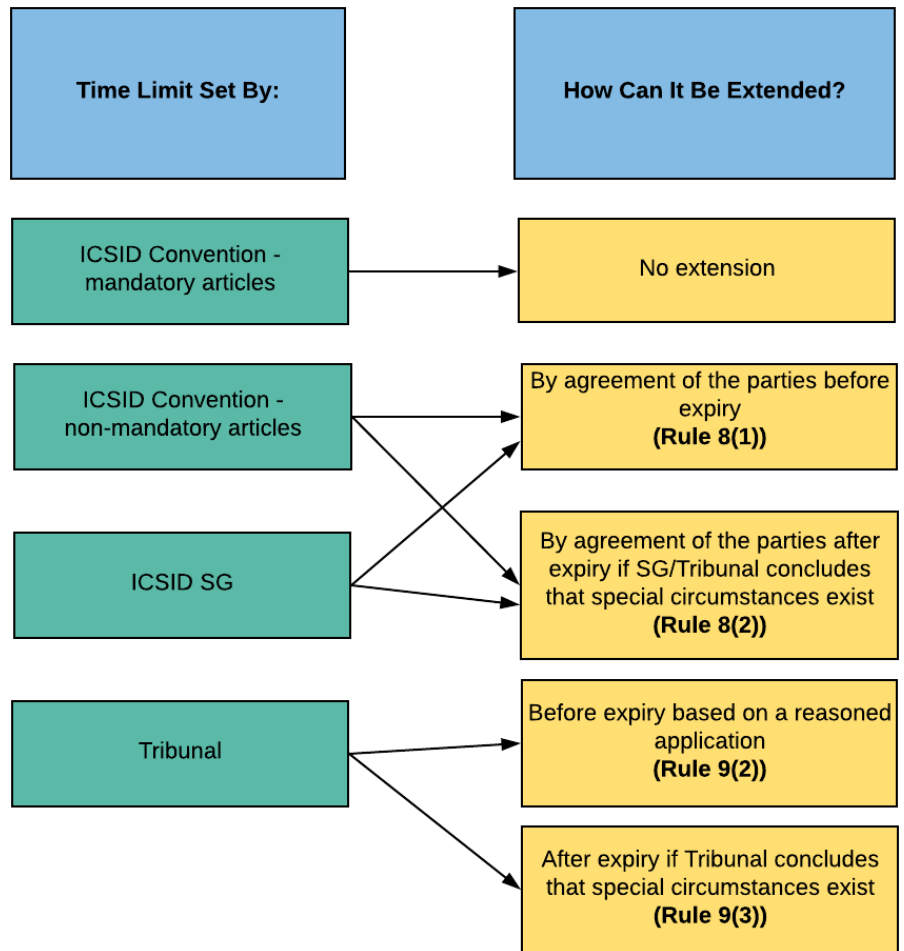 Time Limit Set By:
How Can It Be Extended?
ICSID Convention -
mandatory articles
No extension
ICSID Convention -
non-mandatory articles
By agreement of the parties before
expiry
(Rule 8(1))
ICSID SG
By agreement of the parties after
expiry if SG/Tribunal concludes
that special circumstances exist
(Rule 8(2))
Tribunal
Before expiry based on a reasoned
application
(Rule 9(2))
After expiry if Tribunal concludes
that special circumstances exist
(Rule 9(3))